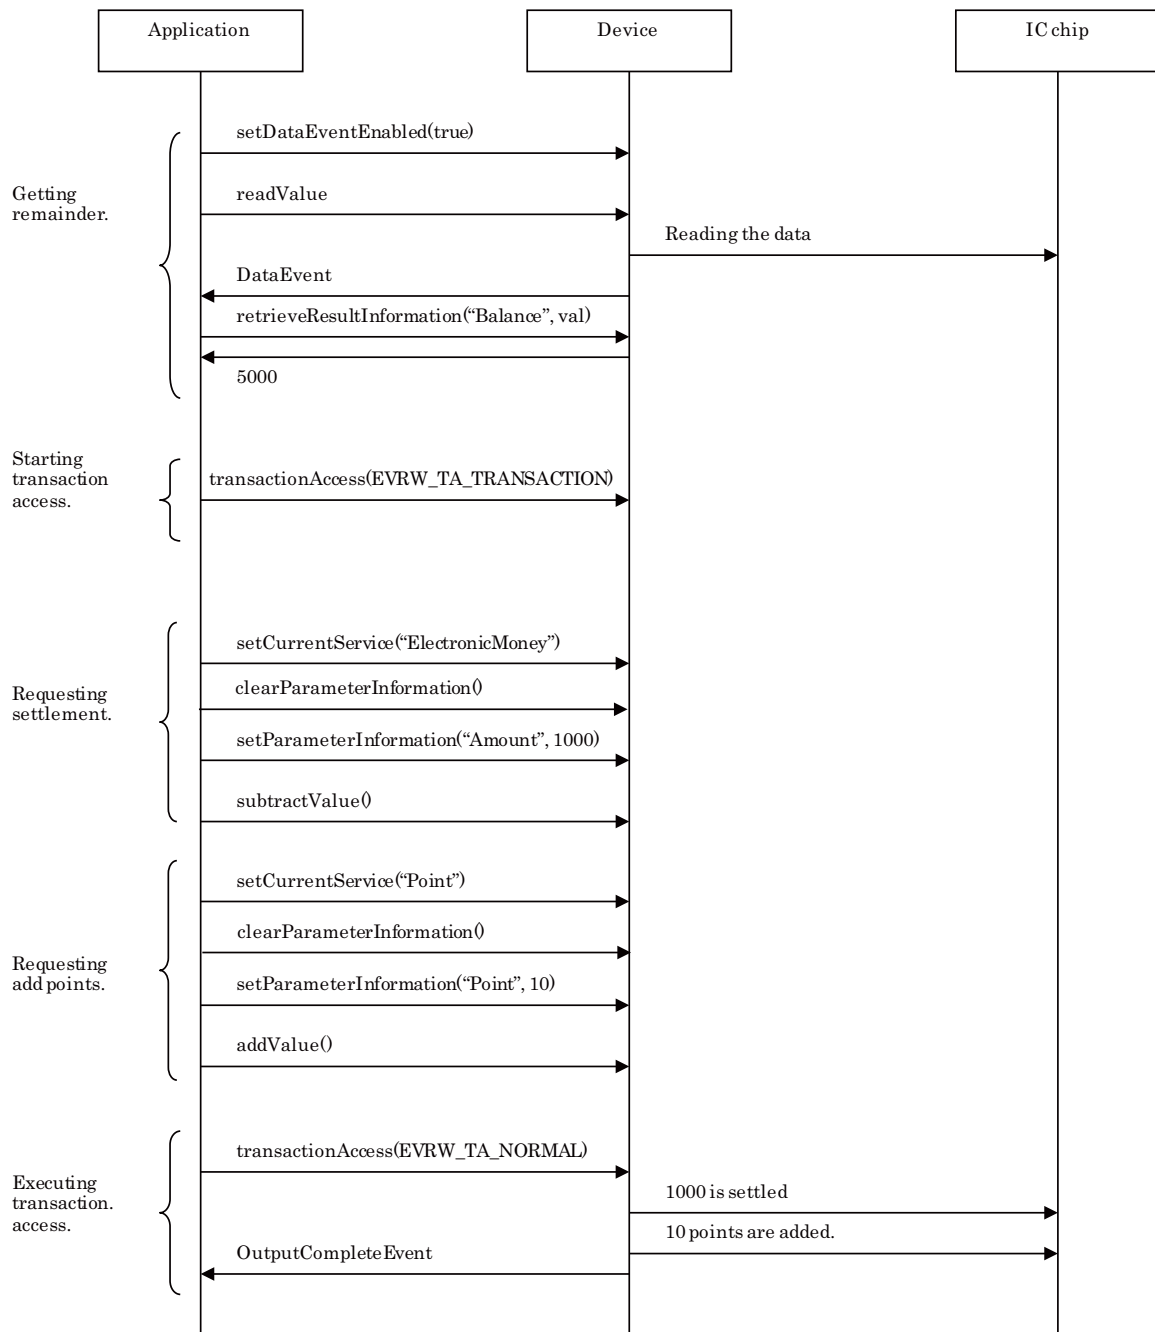 Application
Device
IC chip
setDataEventEnabled(true)
Getting
remainder.
readValue
Reading the data
DataEvent
retrieveResultInformation(“Balance”, val)
5000
Starting
transaction
access.
transactionAccess(EVRW_TA_TRANSACTION)
setCurrentService(“ElectronicMoney”)
Requesting
settlement.
clearParameterInformation()
setParameterInformation(“Amount”, 1000)
subtractValue()
setCurrentService(“Point”)
clearParameterInformation()
Requesting
add points.
setParameterInformation(“Point”, 10)
addValue()
transactionAccess(EVRW_TA_NORMAL)
Executing
transaction.
access.
1000 is settled
10 points are added.
OutputCompleteEvent